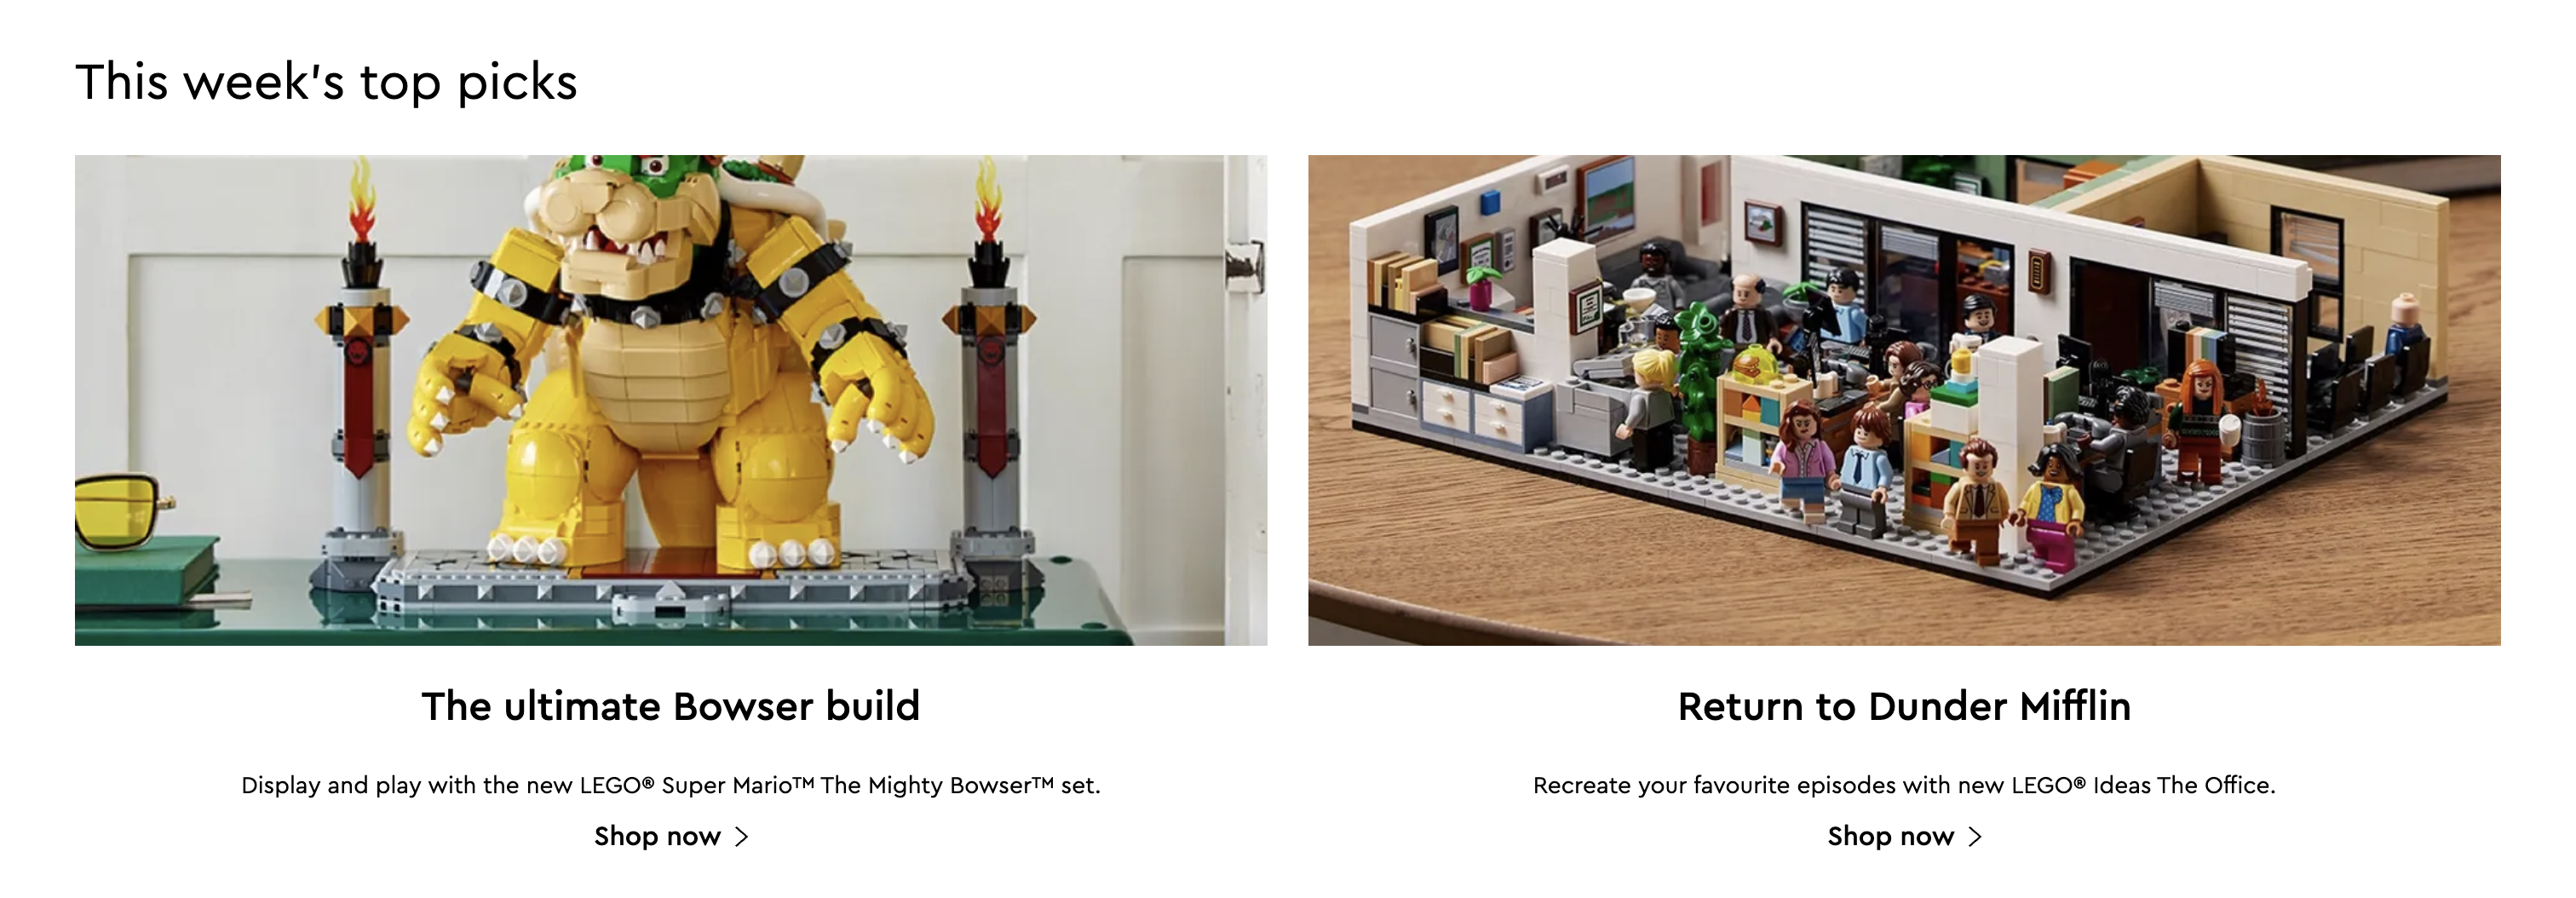 This week's top picks
The ultimate Bowser build
Display and play with the new LEGO® Super Mario™ The Mighty Bowser™ set.
Shop now
Return to Dunder Mifflin
Recreate your favourite episodes with new LEGO® Ideas The Office.
Shop now